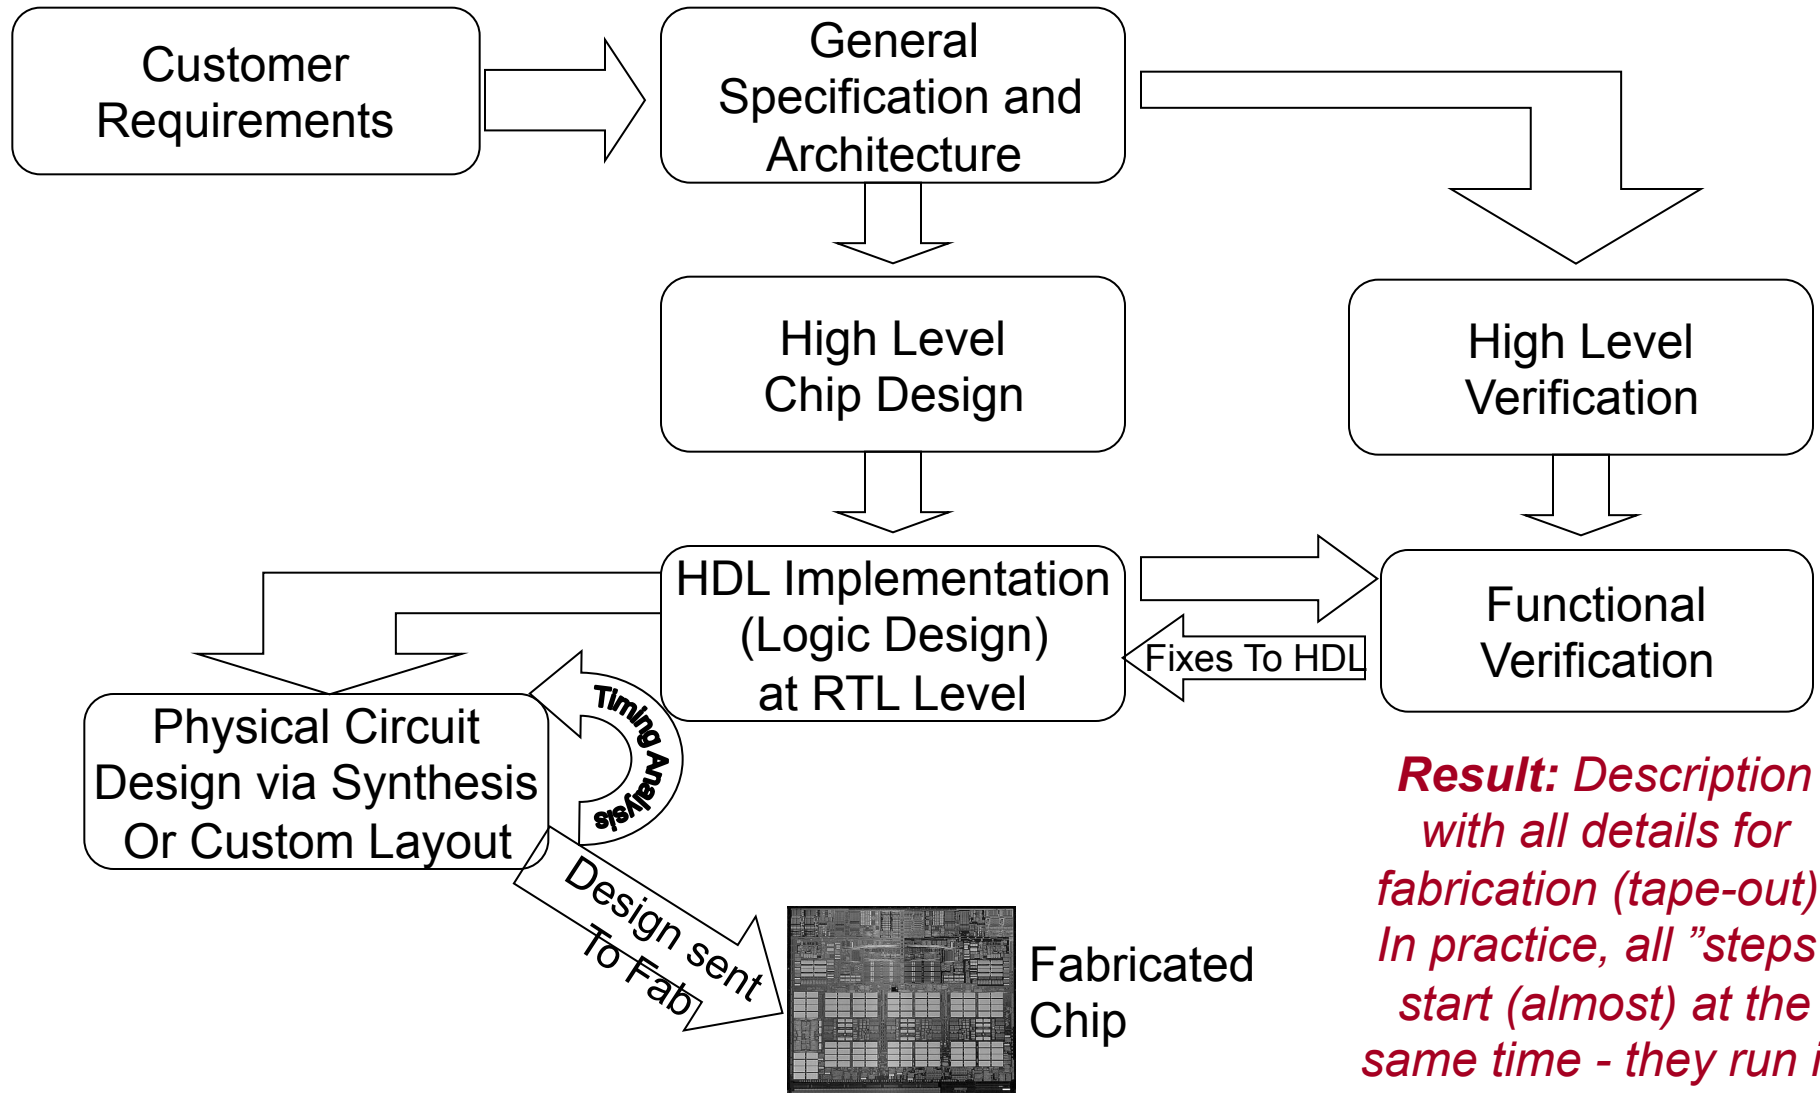 Customer
Requirements
General
Specification and
Architecture
High Level
Chip Design
High Level
Verification
HDL Implementation
(Logic Design)
at RTL Level
Fixes To HDL
Functional
Verification
Timing Analysis
Physical Circuit
Design via Synthesis
Or Custom Layout
Design sent
To Fab
Fabricated
Chip
Result: Description
with all details for
fabrication (tape-out)
In practice, all ”steps
start (almost) at the
same time - they run i